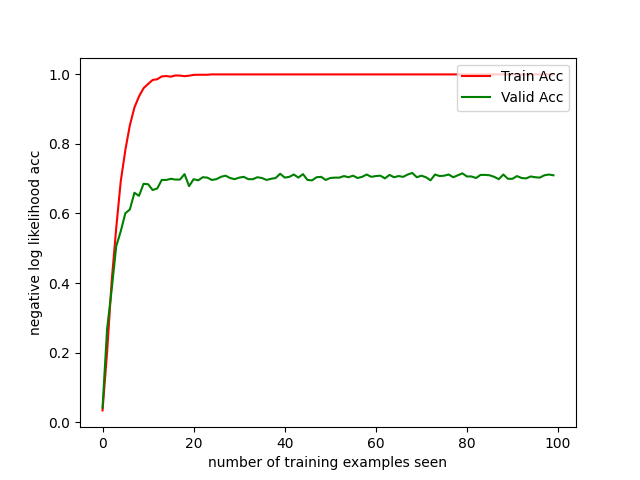 Train Acc
Valid Acc
1.0
0.8
0.6
0.4
0.2
0.0
negative log likelihood acc
0 20 40 60 80 100
number of training examples seen